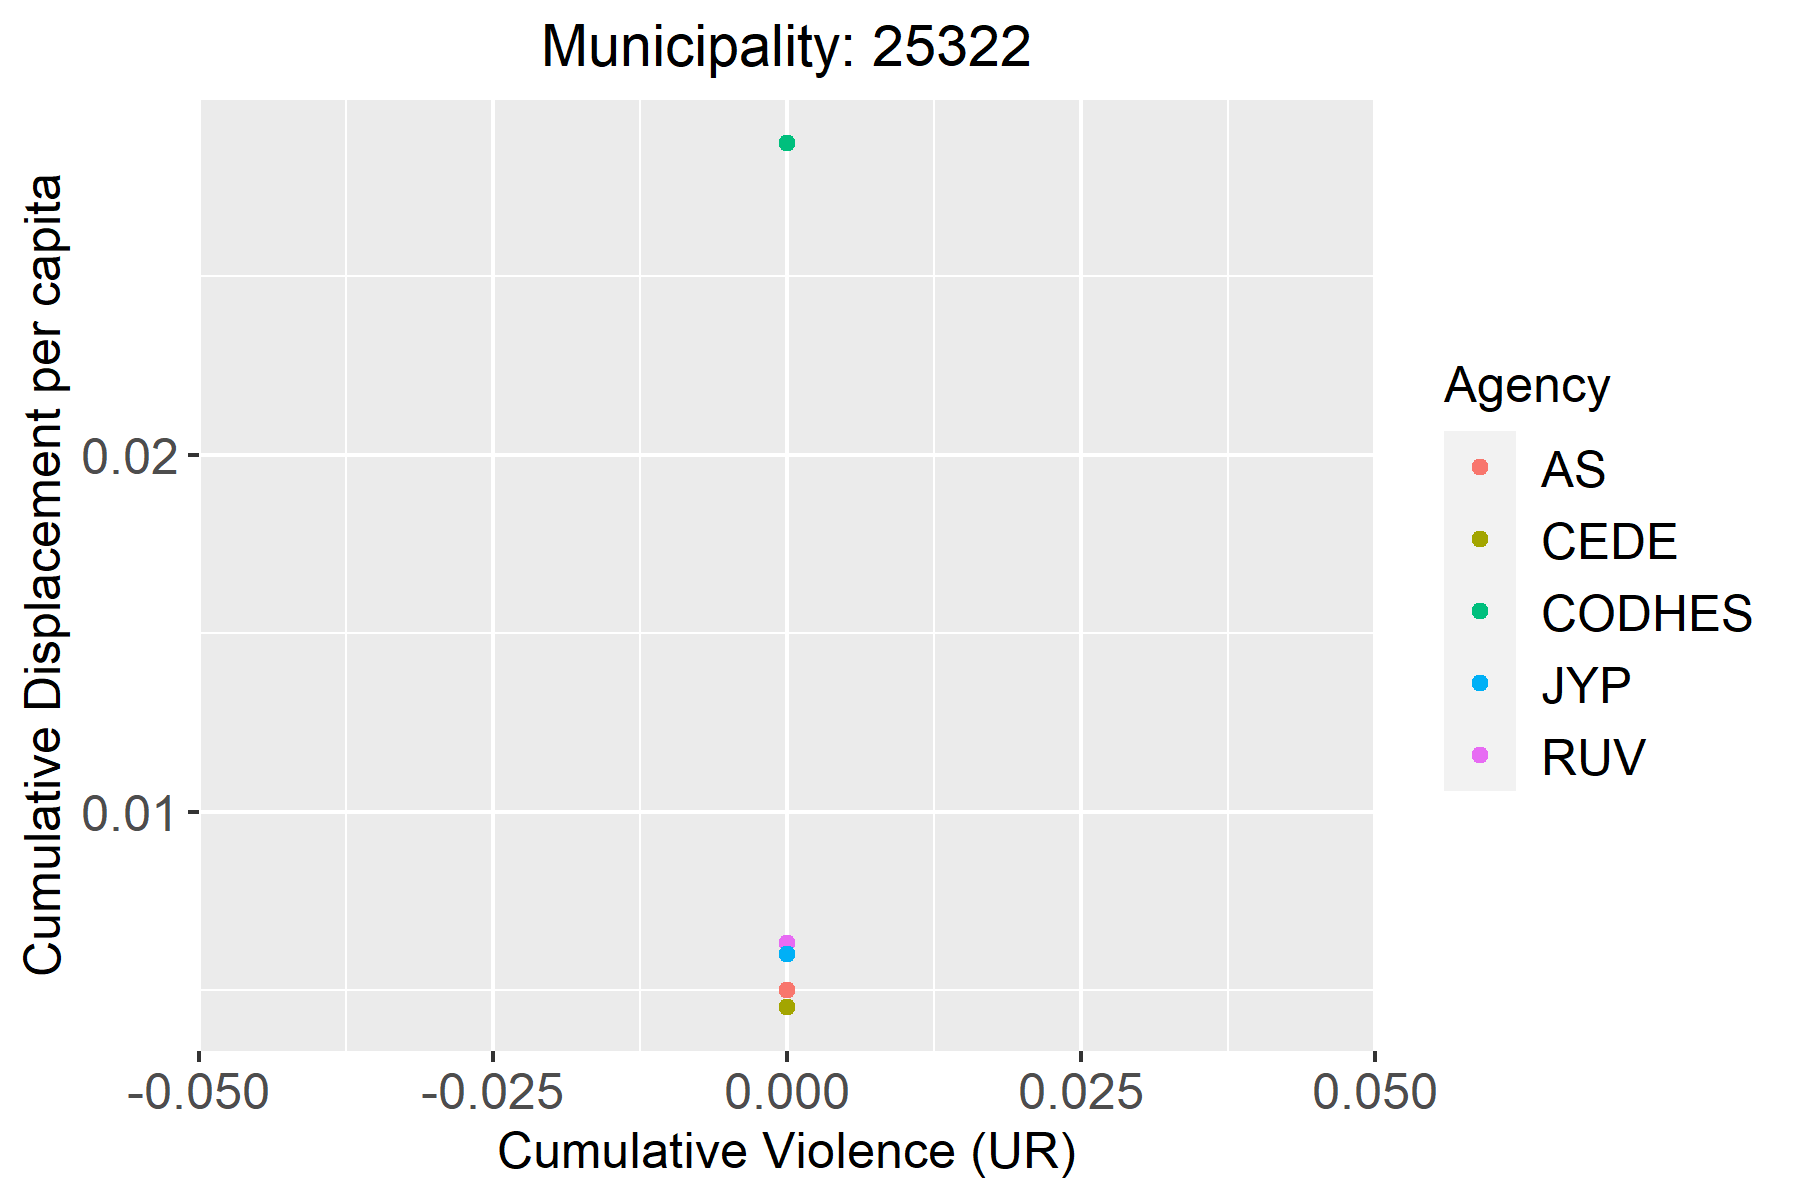 Municipality: 25322
Cumulative Displacement per capita
0.02
0.01
-0.050
-0.025
0.000
0.025
0.050
Cumulative Violence (UR)
Agency
AS
CEDE
CODHES
JYP
RUV